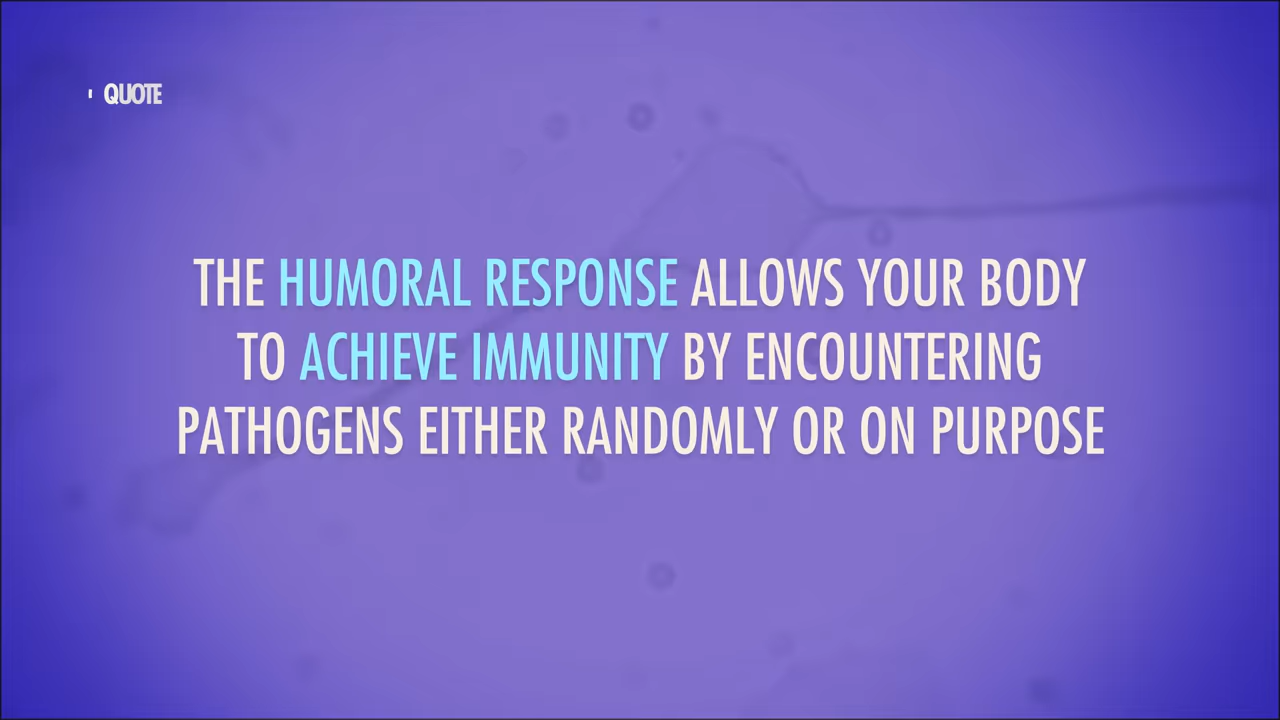 QUOTE
THE HUMORAL RESPONSE ALLOWS YOUR BODY
TO ACHIEVE IMMUNITY BY ENCOUNTERING
PATHOGENS EITHER RANDOMLY OR ON PURPOSE